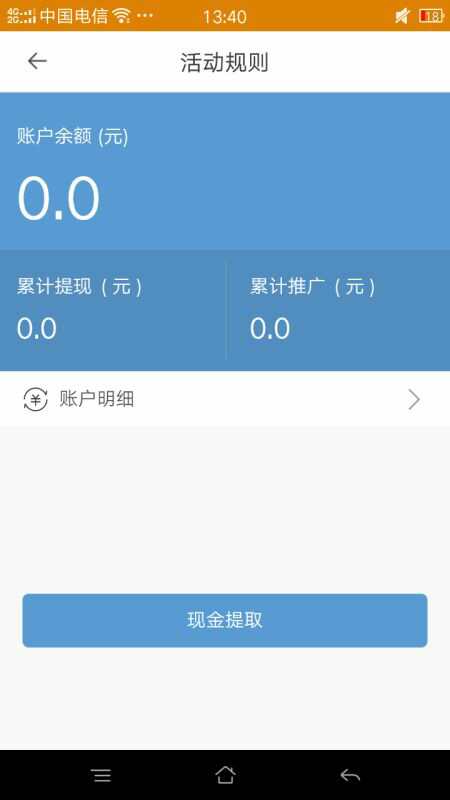 4G 2G 中国电信 ··· 13:40 18
活动规则
账户余额 (元)
0.0
累计提现 ( 元 ) 累计推广 ( 元 )
0.0 0.0
¥ 账户明细
现金提取